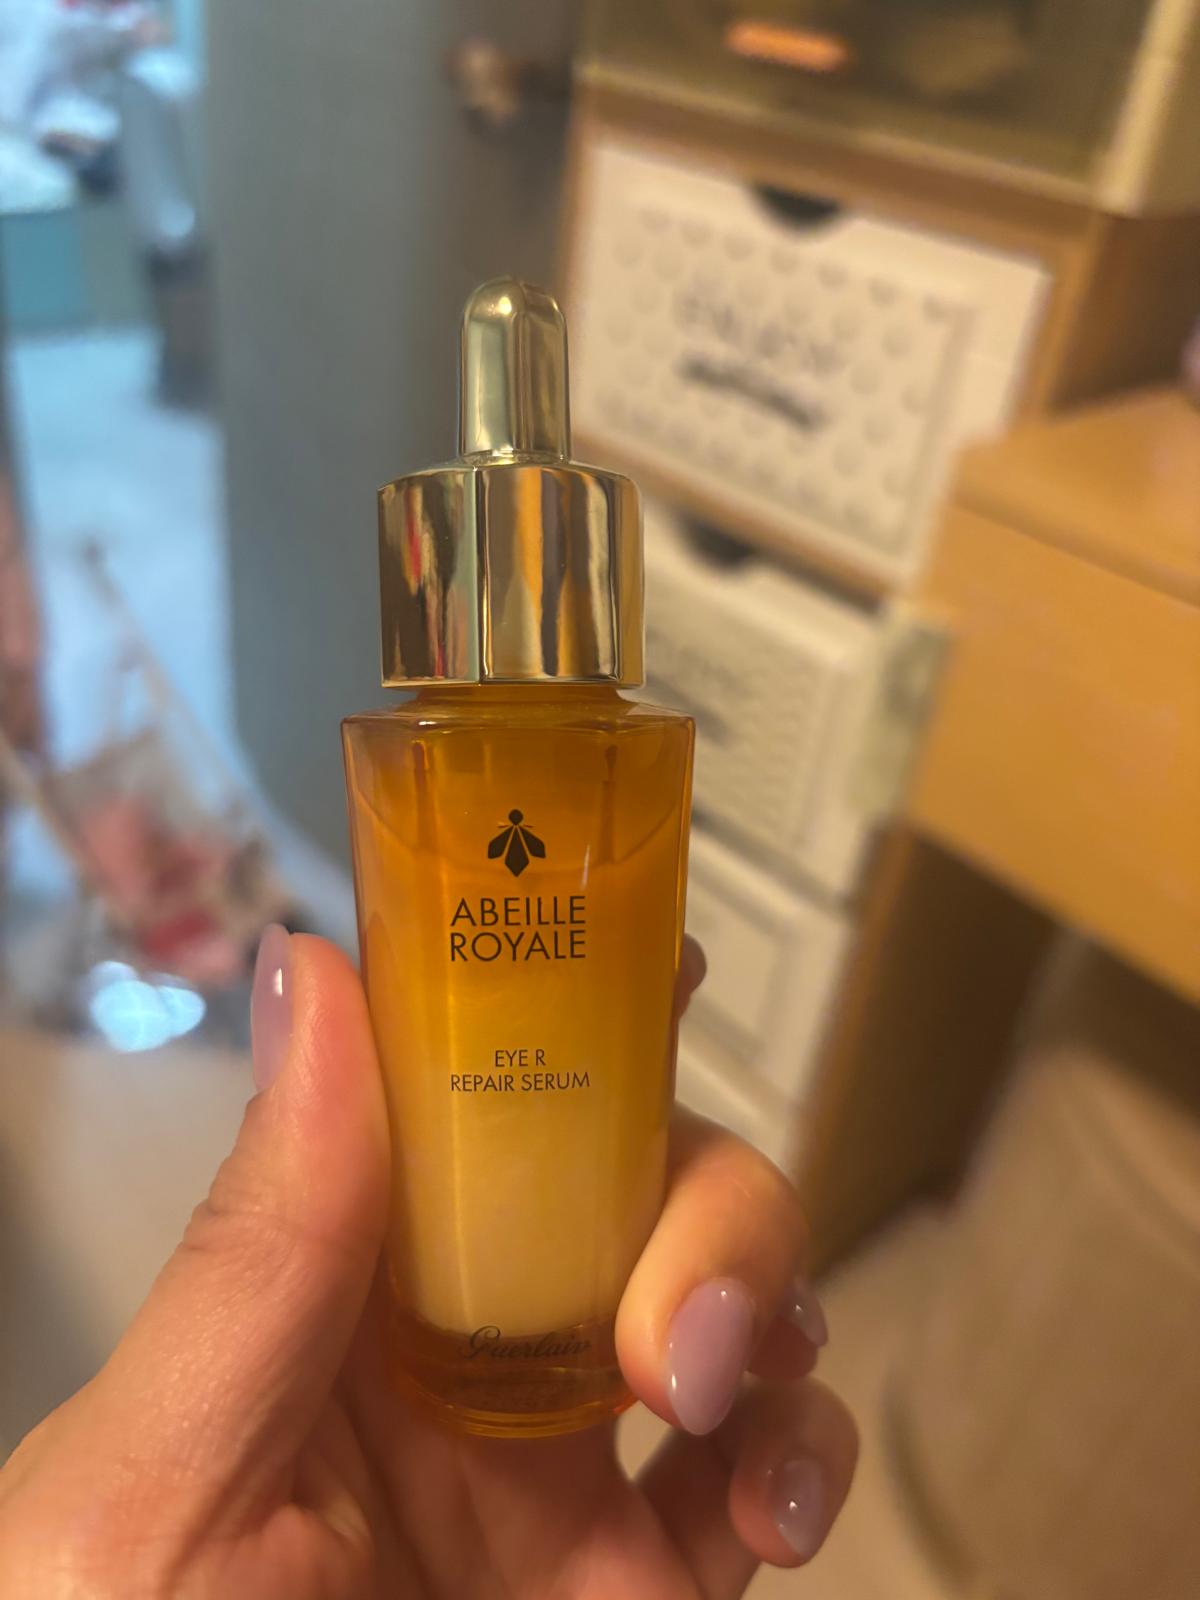 ABEILLE
ROYALE
EYE R
REPAIR SERUM
Guerlain